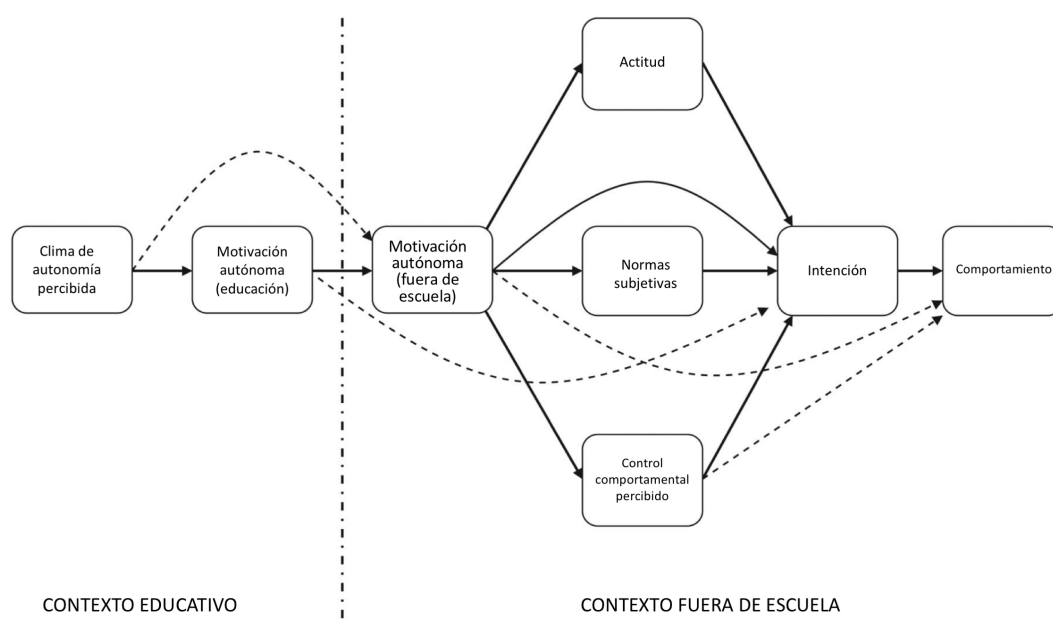 Actitud
Clima de
autonomía
percibida
Motivación
autónoma
(educación)
Motivación
autónoma
(fuera de
escuela)
Normas
subjetivas
Intención
Comportamiento
Control
comportamental
percibido
CONTEXTO EDUCATIVO
CONTEXTO FUERA DE ESCUELA